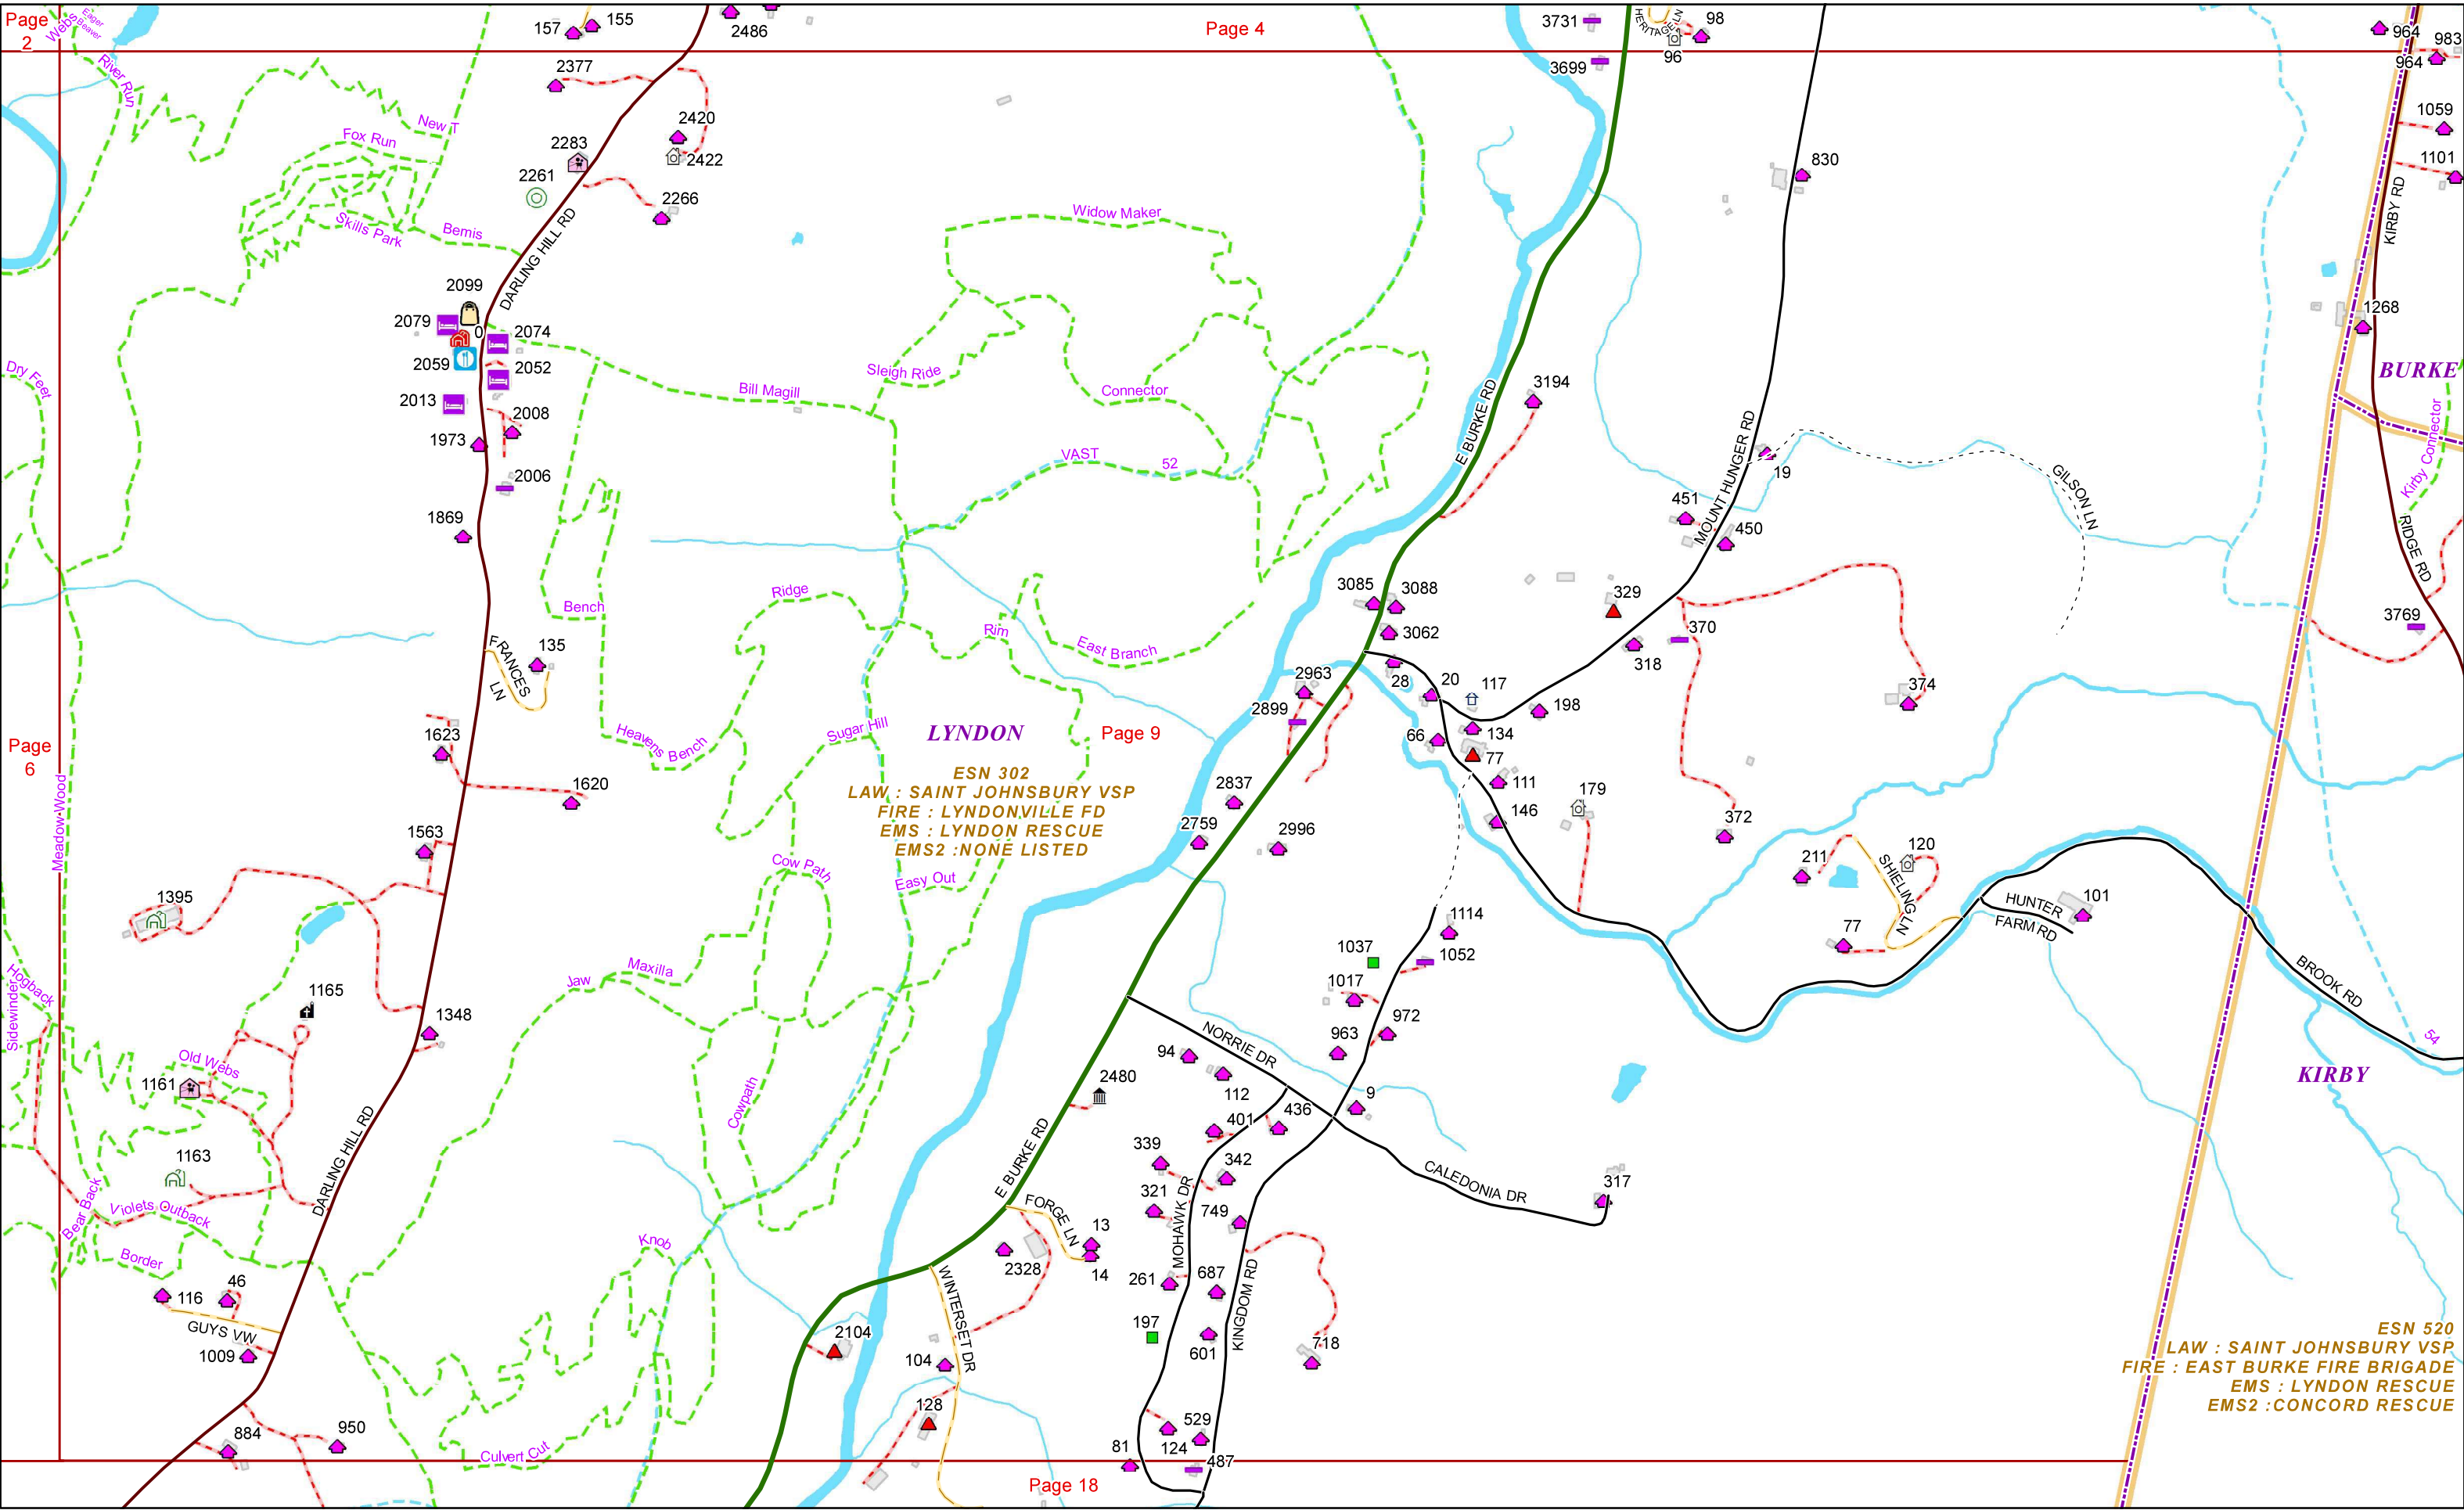 Page
2
Webs
Eager
Beaver
River Run
157
155
2486
Page 4
3731
HERITAGE LN
98
96
3699
964
983
964
2377
1059
2420
2422
New T
Fox Run
2283
2261
2266
830
1101
KIRBY RD
Skills Park
Bemis
DARLING HILL RD
Widow Maker
2099
2079
0
2074
2059
2052
2013
2008
1973
2006
1869
1268
BURKE
Dry Feet
Bill Magill
Sleigh Ride
Connector
VAST
52
E BURKE RD
3194
MOUNT HUNGER RD
19
GILSON LN
451
450
Kirby Connector
RIDGE RD
3769
Bench
Ridge
Rim
East Branch
3085
3088
3062
329
370
318
FRANCES
LN
135
28
20
117
198
134
66
77
111
146
179
374
372
2963
2899
LYNDON
Page 9
Page
6
1623
1620
Heavens Bench
Sugar Hill
ESN 302
LAW : SAINT JOHNSBURY VSP
FIRE : LYNDONVILLE FD
EMS : LYNDON RESCUE
EMS2 :NONE LISTED
2837
2759
2996
Meadow-Wood
1563
Cow Path
Easy Out
211
SHIELING LN
120
77
HUNTER
FARM RD
101
1395
1114
1037
1052
1017
972
963
BROOK RD
54
Hogback
Sidewinder
1165
1348
Jaw
Maxilla
Old Webs
1161
NORRIE DR
94
112
9
KIRBY
2480
401
436
Cowpath
1163
Bear Back
Violets Outback
DARLING HILL RD
E BURKE RD
339
342
321
749
MOHAWK DR
CALEDONIA DR
317
Border
Knob
FORGE LN
13
14
2328
261
687
KINGDOM RD
116
46
GUYS VW
1009
WINTERSET DR
2104
104
197
601
718
ESN 520
LAW : SAINT JOHNSBURY VSP
FIRE : EAST BURKE FIRE BRIGADE
EMS : LYNDON RESCUE
EMS2 :CONCORD RESCUE
128
884
950
Culvert Cut
529
124
81
487
Page 18